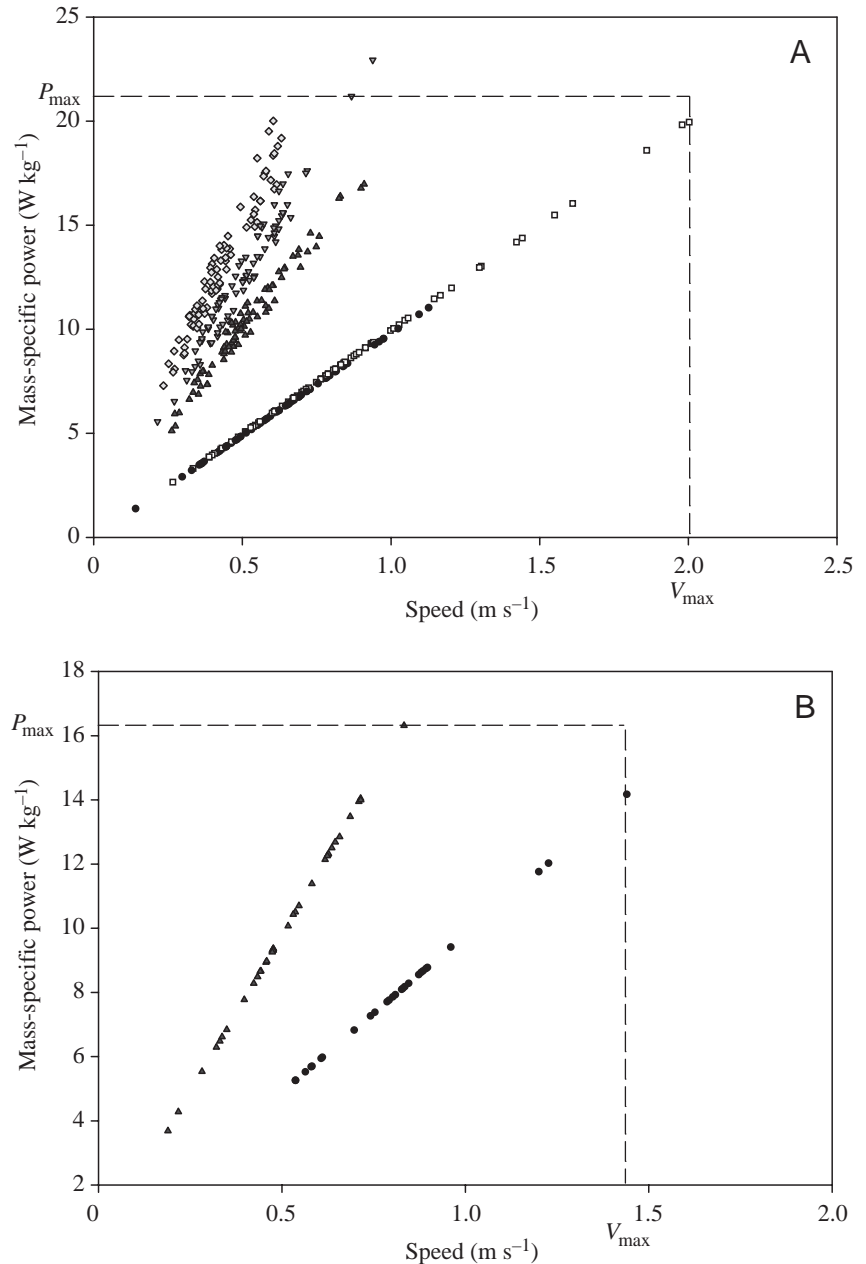 A
25
P_max
20
15
10
5
0
Mass-specific power (W kg⁻¹)
0 0.5 1.0 1.5 2.0 2.5
V_max
Speed (m s⁻¹)
B
18
P_max
16
14
12
10
8
6
4
2
Mass-specific power (W kg⁻¹)
0 0.5 1.0 1.5 2.0
V_max
Speed (m s⁻¹)